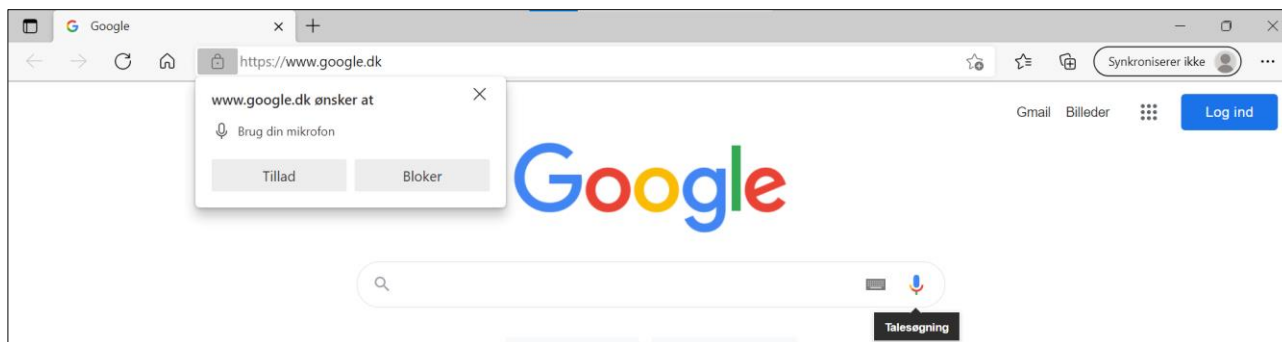 Google
https://www.google.dk
Synkroniserer ikke
www.google.dk ønsker at
Brug din mikrofon
Tillad
Bloker
Gmail
Billeder
Log ind
Google
Talesøgning